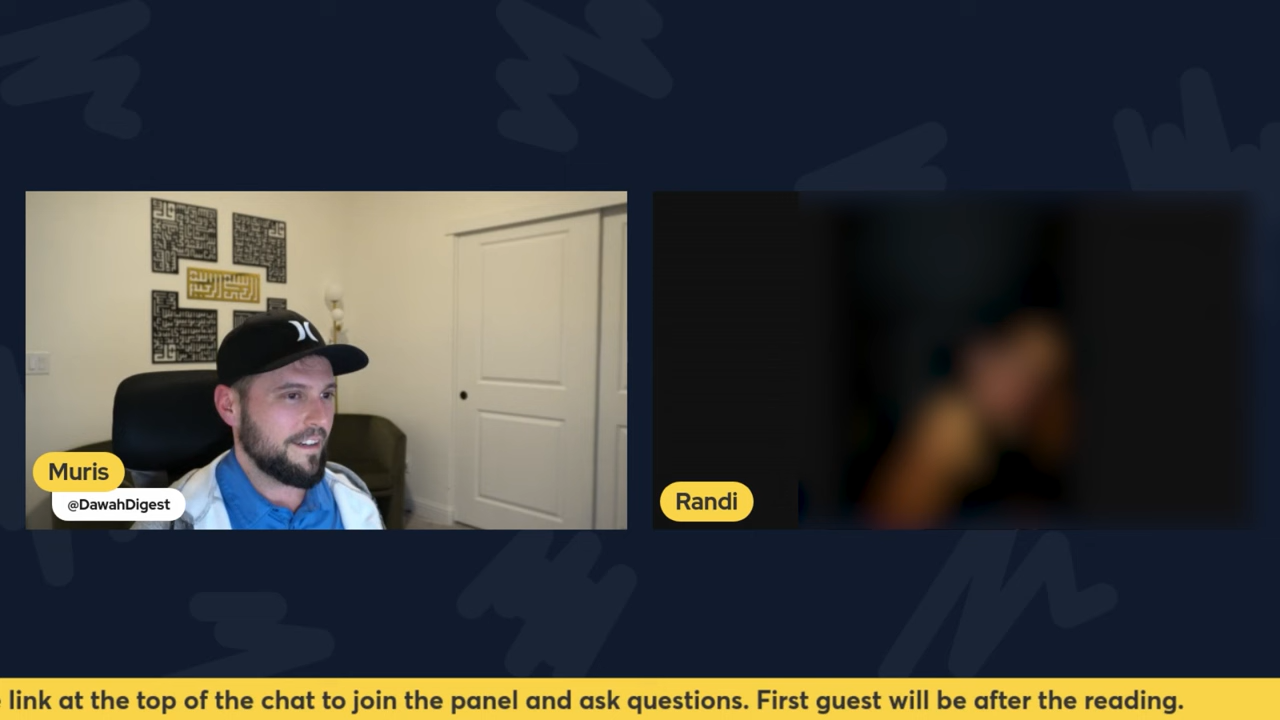 Muris
@DawahDigest
Randi
link at the top of the chat to join the panel and ask questions. First guest will be after the reading.